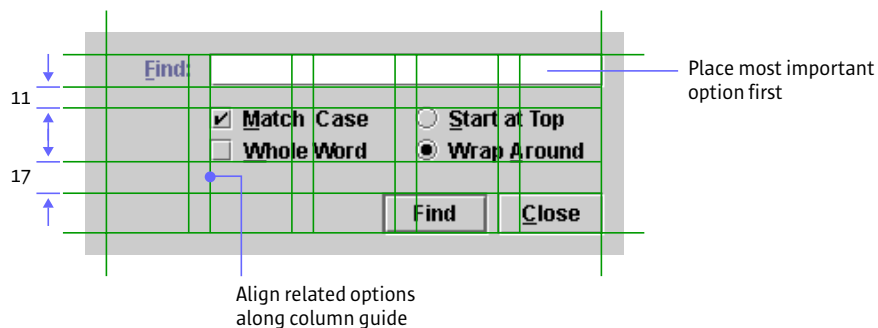 Find:
Place most important
option first
11
Match Case
Start at Top
Whole Word
Wrap Around
17
Find
Close
Align related options
along column guide